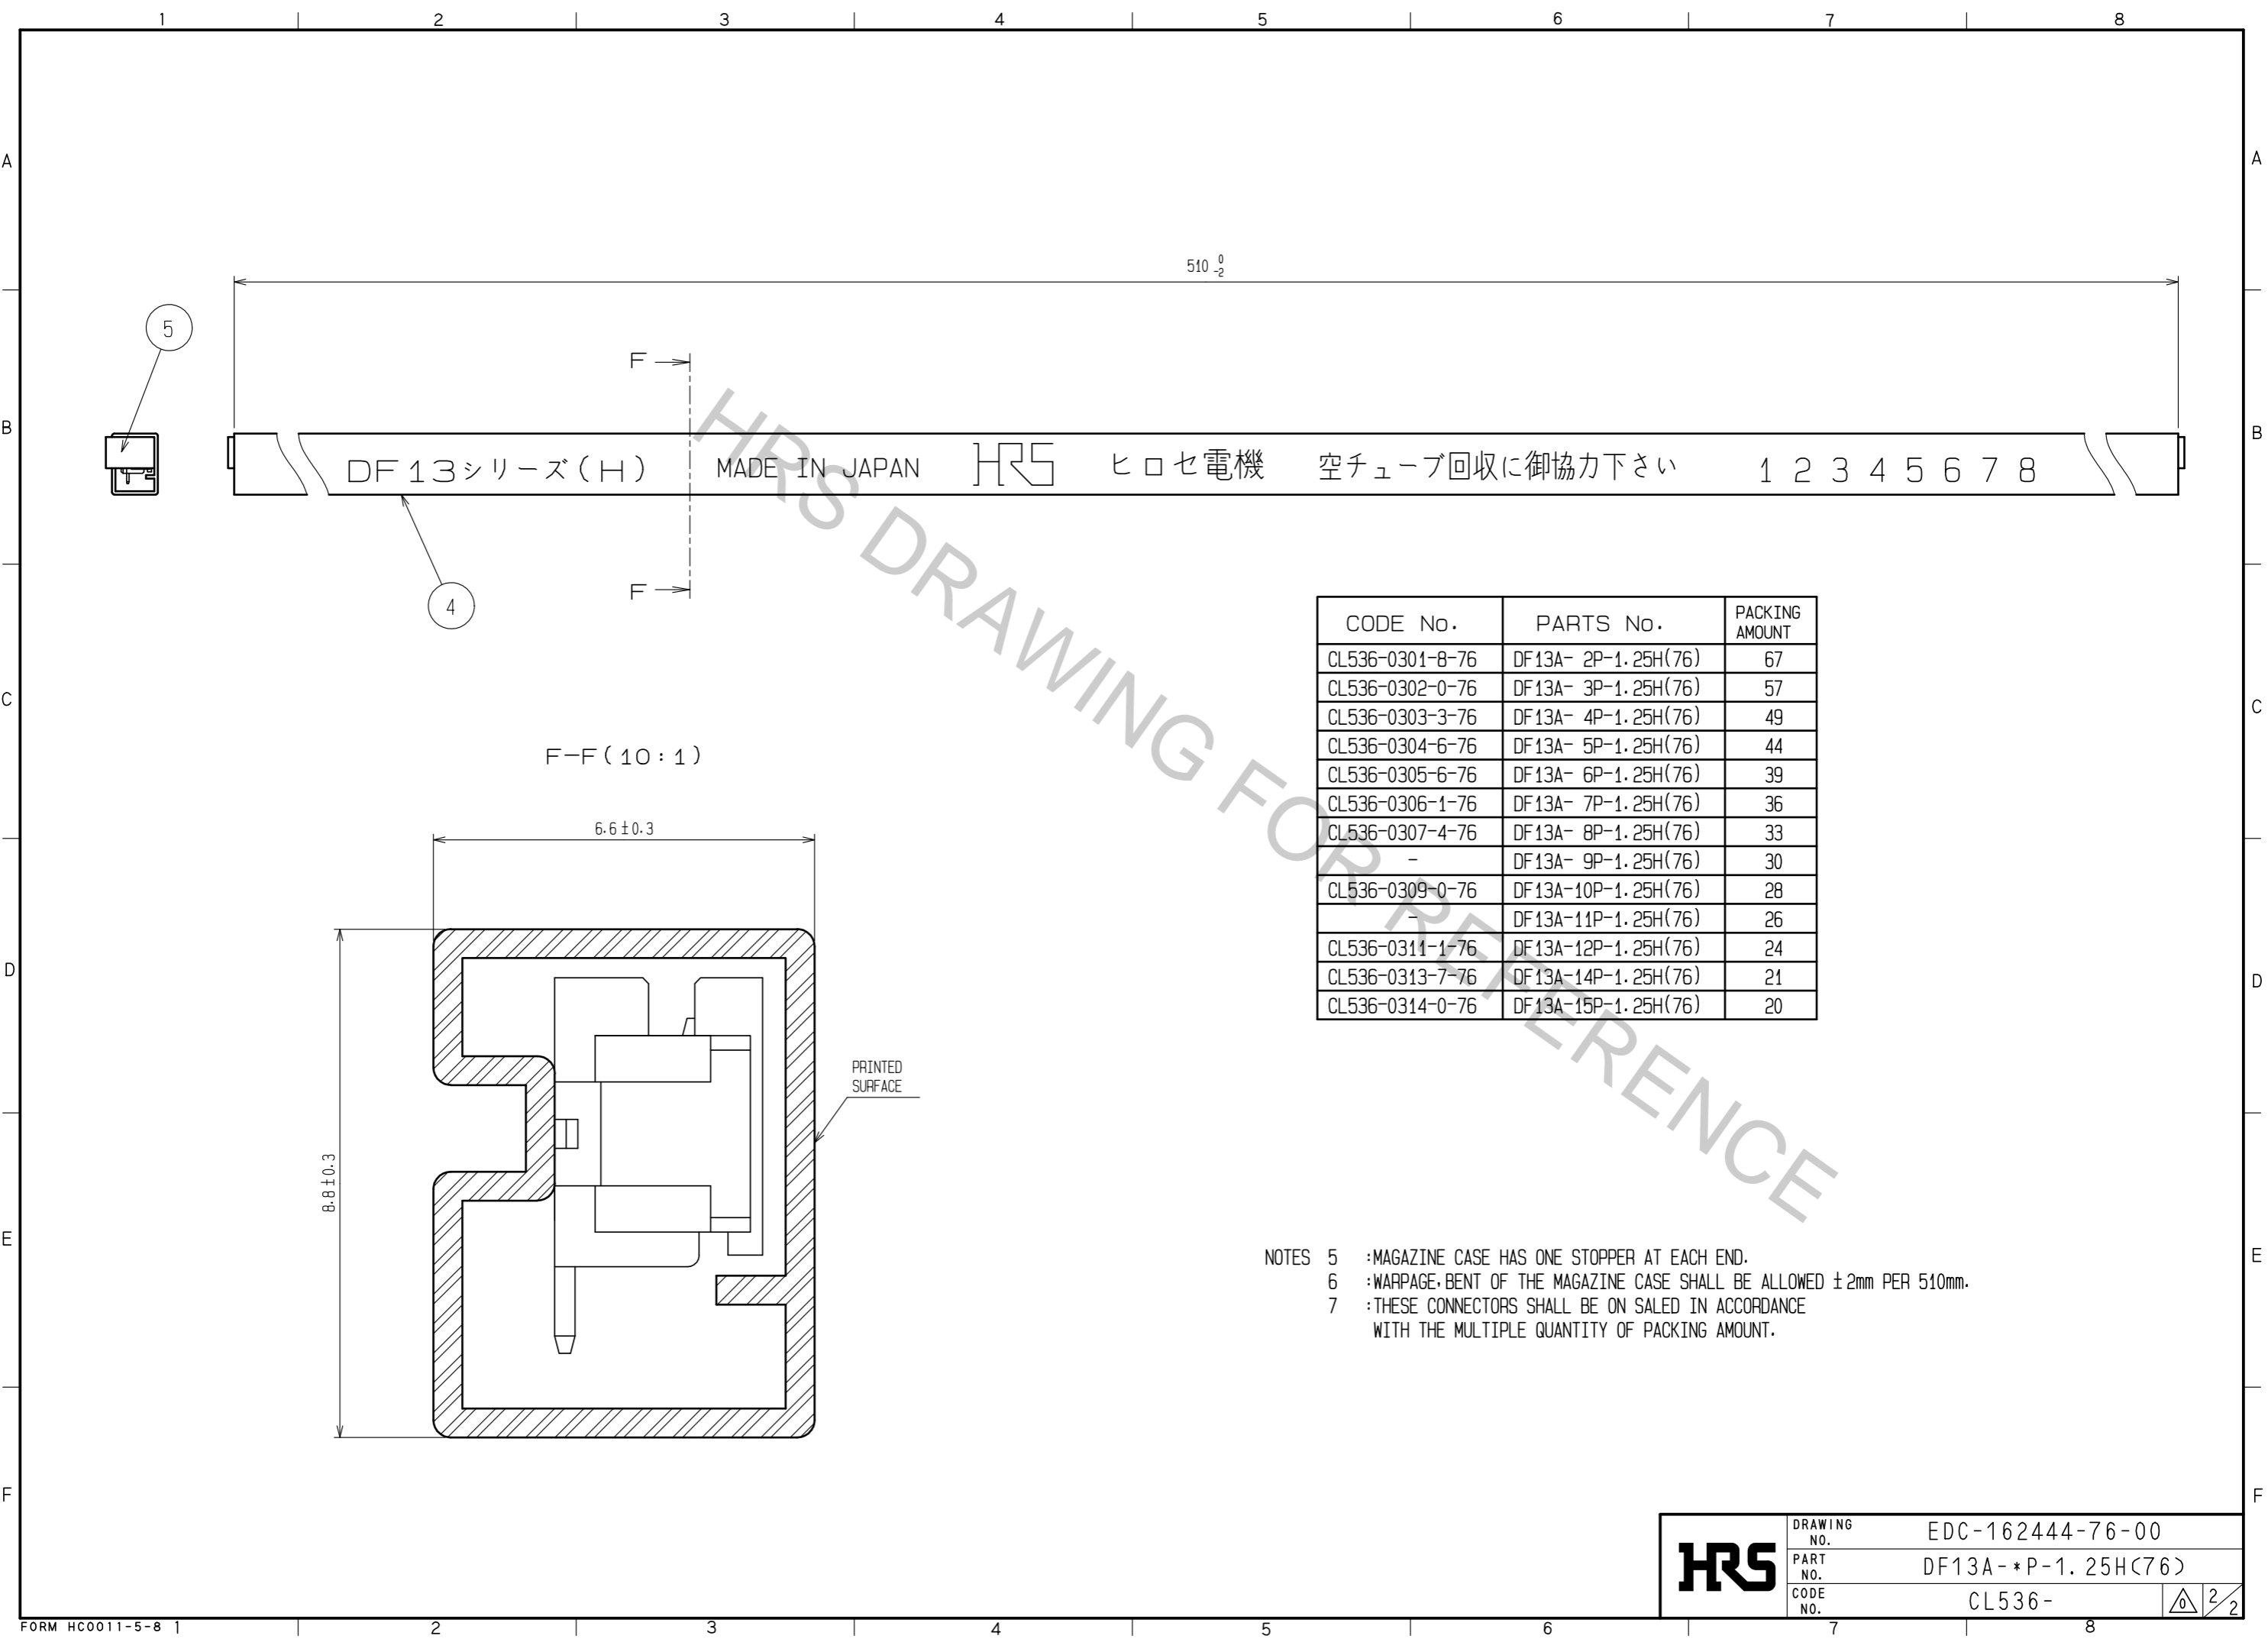 1 2 3 4 5 6 7 8
A A
510 0 -2
5
F
B B
DF13シリーズ(H) MADE IN JAPAN HRS ヒロセ電機 空チューブ回収に御協力下さい 1 2 3 4 5 6 7 8
F
4
HRS DRAWING FOR REFERENCE
CODE No. PARTS No. PACKING AMOUNT
CL536-0301-8-76 DF13A- 2P-1.25H(76) 67
CL536-0302-0-76 DF13A- 3P-1.25H(76) 57
CL536-0303-3-76 DF13A- 4P-1.25H(76) 49
CL536-0304-6-76 DF13A- 5P-1.25H(76) 44
CL536-0305-6-76 DF13A- 6P-1.25H(76) 39
CL536-0306-1-76 DF13A- 7P-1.25H(76) 36
CL536-0307-4-76 DF13A- 8P-1.25H(76) 33
- DF13A- 9P-1.25H(76) 30
CL536-0309-0-76 DF13A-10P-1.25H(76) 28
- DF13A-11P-1.25H(76) 26
CL536-0311-1-76 DF13A-12P-1.25H(76) 24
CL536-0313-7-76 DF13A-14P-1.25H(76) 21
CL536-0314-0-76 DF13A-15P-1.25H(76) 20
C C
F-F(10:1)
6.6±0.3
D D
PRINTED
SURFACE
8.8±0.3
E E
NOTES 5 :MAGAZINE CASE HAS ONE STOPPER AT EACH END.
6 :WARPAGE,BENT OF THE MAGAZINE CASE SHALL BE ALLOWED ±2mm PER 510mm.
7 :THESE CONNECTORS SHALL BE ON SALED IN ACCORDANCE
WITH THE MULTIPLE QUANTITY OF PACKING AMOUNT.
F F
HRS
DRAWING NO. EDC-162444-76-00
PART NO. DF13A-*P-1.25H(76)
CODE NO. CL536- 0 2/2
FORM HC0011-5-8 1 2 3 4 5 6 7 8